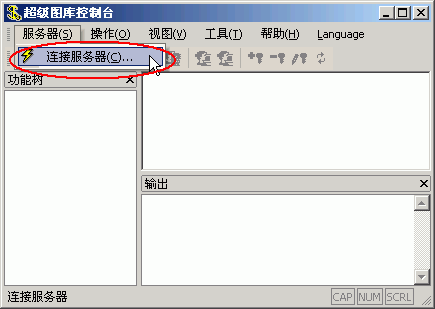 超级图库控制台
服务器(S) 操作(O) 视图(V) 工具(T) 帮助(H) Language
连接服务器(C)...
功能树
输出
连接服务器 CAP NUM SCRL